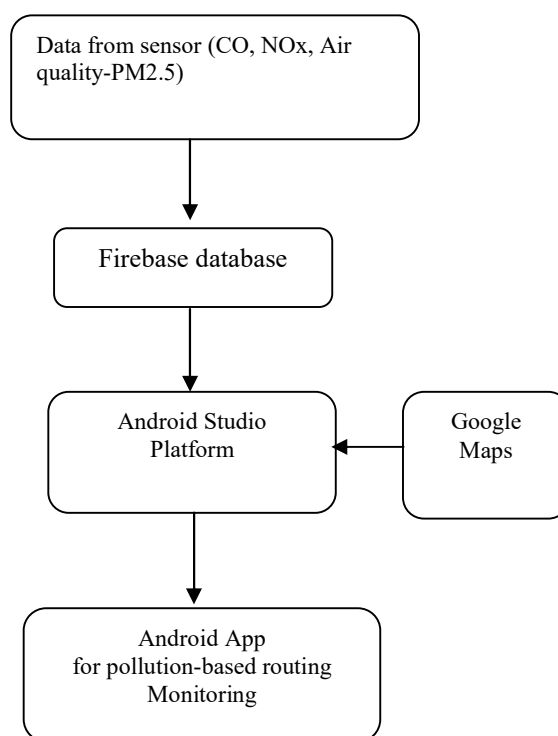 Data from sensor (CO, NOx, Air
quality-PM2.5)
Firebase database
Android Studio
Platform
Google
Maps
Android App
for pollution-based routing
Monitoring